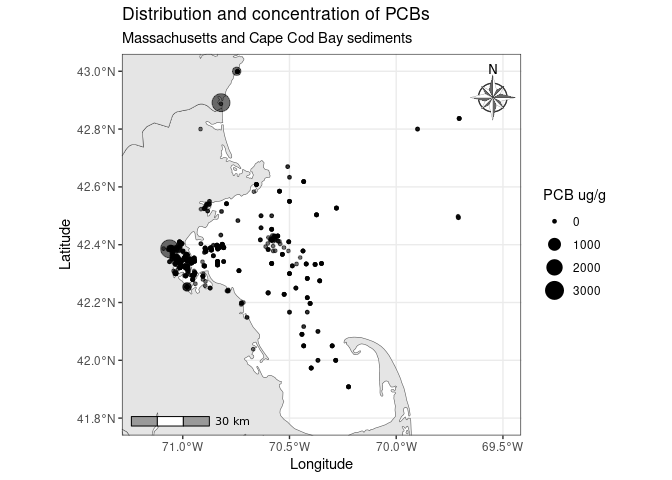 Distribution and concentration of PCBs
Massachusetts and Cape Cod Bay sediments
43.0°N
42.8°N
42.6°N
42.4°N
42.2°N
42.0°N
41.8°N
Latitude
N
30 km
71.0°W
70.5°W
70.0°W
69.5°W
Longitude
PCB ug/g
0
1000
2000
3000